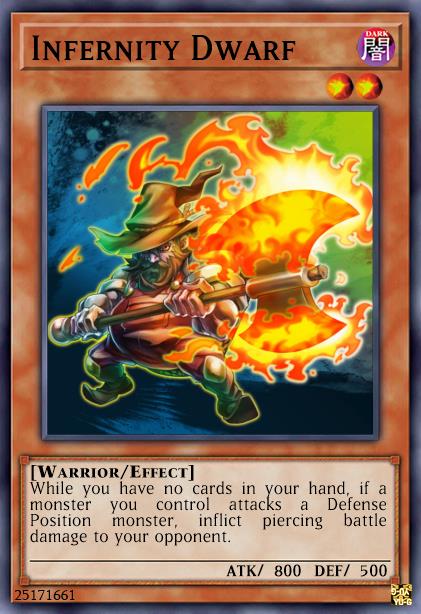 Infernity Dwarf
DARK
闇
[Warrior/Effect]
While you have no cards in your hand, if a
monster you control attacks a Defense
Position monster, inflict piercing battle
damage to your opponent.
ATK/ 800 DEF/ 500
25171661